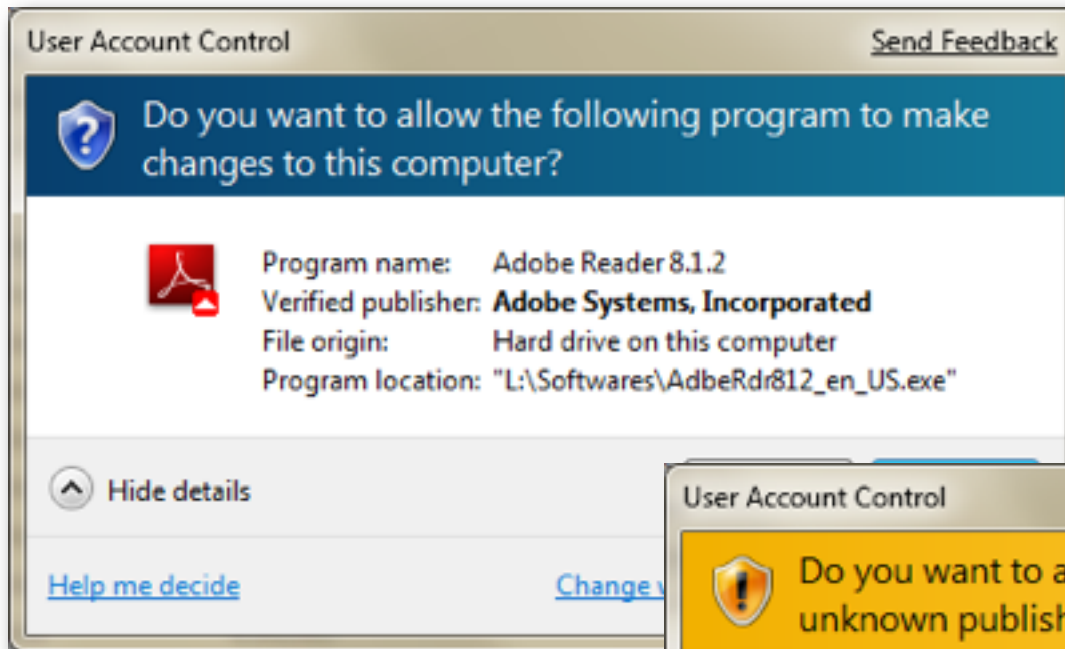 User Account Control
Send Feedback
Do you want to allow the following program to make
changes to this computer?
Program name: Adobe Reader 8.1.2
Verified publisher: Adobe Systems, Incorporated
File origin: Hard drive on this computer
Program location: "L:\Softwares\AdbeRdr812_en_US.exe"
Hide details
Help me decide
Change
User Account Control
Do you want to
unknown